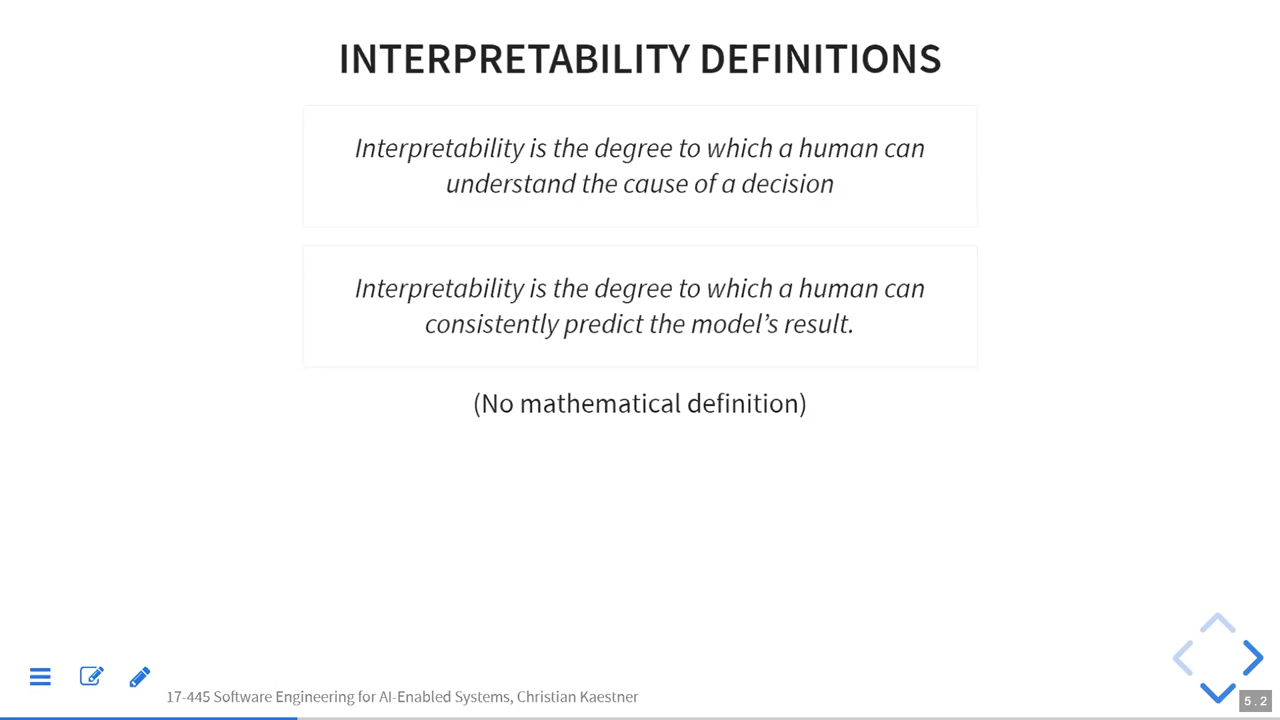 INTERPRETABILITY DEFINITIONS
Interpretability is the degree to which a human can
understand the cause of a decision
Interpretability is the degree to which a human can
consistently predict the model’s result.
(No mathematical definition)
17-445 Software Engineering for AI-Enabled Systems, Christian Kaestner
5 . 2